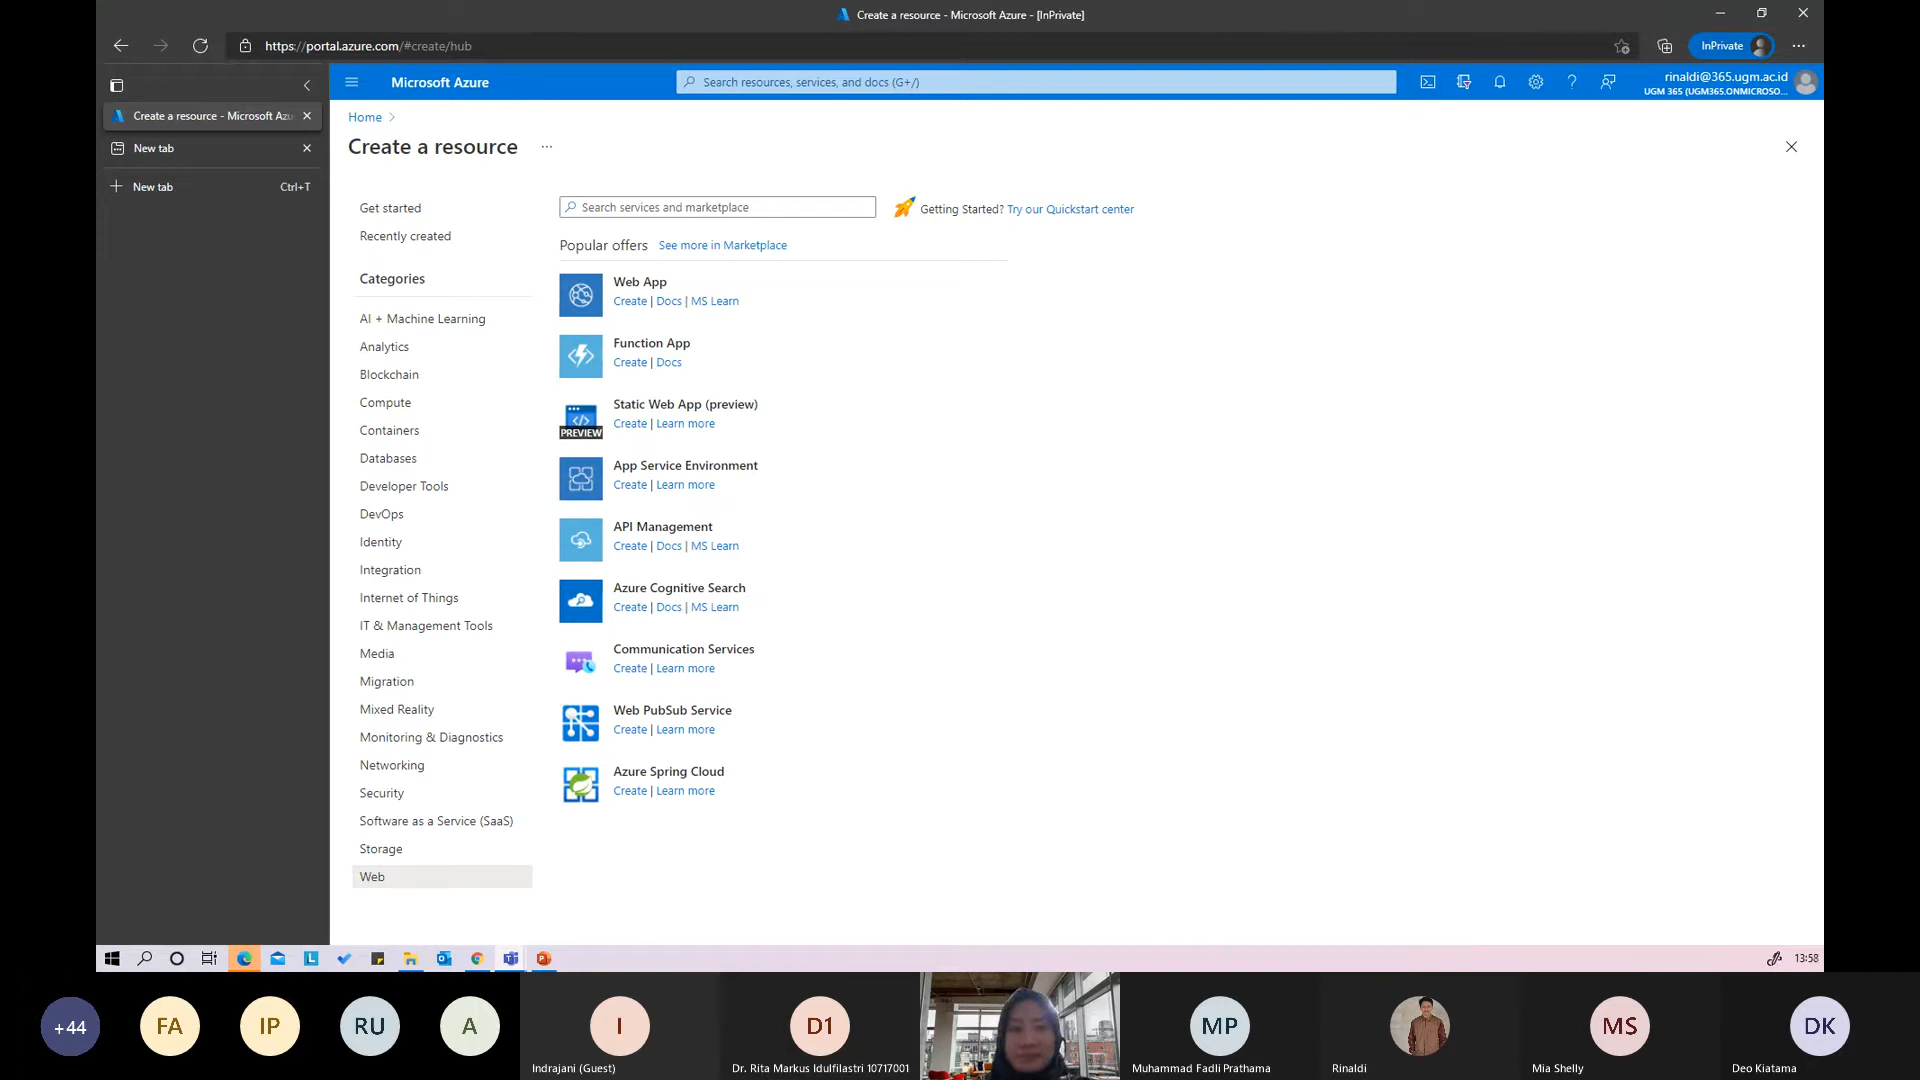 Create a resource - Microsoft Azure - [InPrivate]
https://portal.azure.com/#create/hub
InPrivate
Create a resource - Microsoft Azu
New tab
New tab Ctrl+T
Microsoft Azure
Search resources, services, and docs (G+/)
rinaldi@365.ugm.ac.id
UGM 365 (UGM365.ONMICROSO...
Home >
Create a resource ...
Get started
Recently created
Categories
AI + Machine Learning
Analytics
Blockchain
Compute
Containers
Databases
Developer Tools
DevOps
Identity
Integration
Internet of Things
IT & Management Tools
Media
Migration
Mixed Reality
Monitoring & Diagnostics
Networking
Security
Software as a Service (SaaS)
Storage
Web
Search services and marketplace
Getting Started? Try our Quickstart center
Popular offers See more in Marketplace
Web App
Create | Docs | MS Learn
Function App
Create | Docs
Static Web App (preview)
PREVIEW
Create | Learn more
App Service Environment
Create | Learn more
API Management
Create | Docs | MS Learn
Azure Cognitive Search
Create | Docs | MS Learn
Communication Services
Create | Learn more
Web PubSub Service
Create | Learn more
Azure Spring Cloud
Create | Learn more
13:58
+44
FA
IP
RU
A
I
Indrajani (Guest)
D1
Dr. Rita Markus Idulfilastri 10717001
MP
Muhammad Fadli Prathama
Rinaldi
MS
Mia Shelly
DK
Deo Kiatama